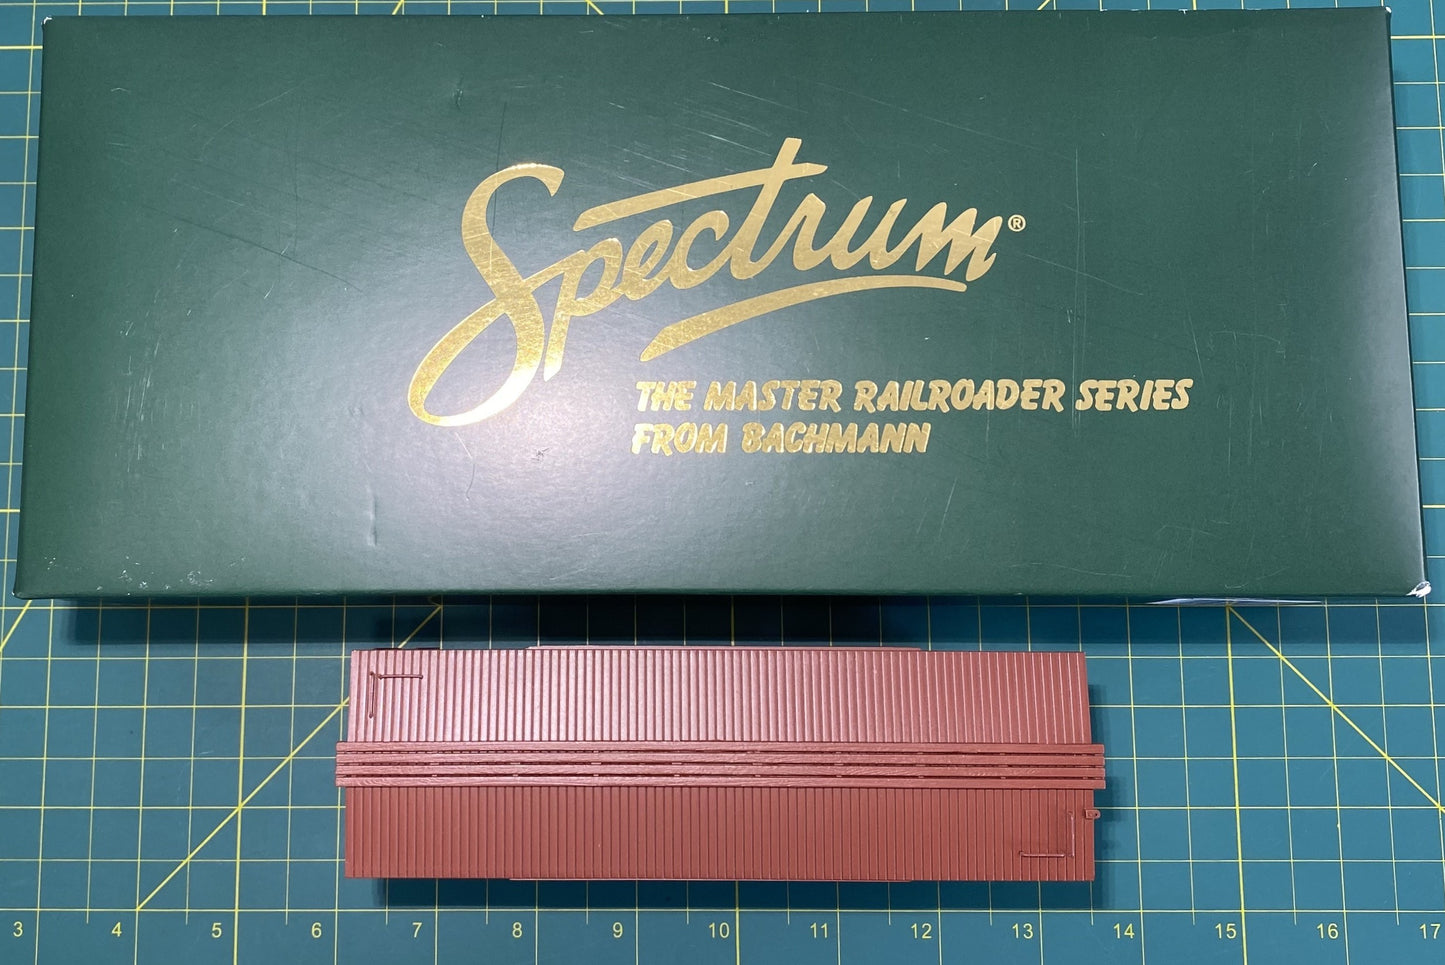 Spectrum®
THE MASTER RAILROADER SERIES
FROM BACHMANN
3 4 5 6 7 8 9 10 11 12 13 14 15 16 17